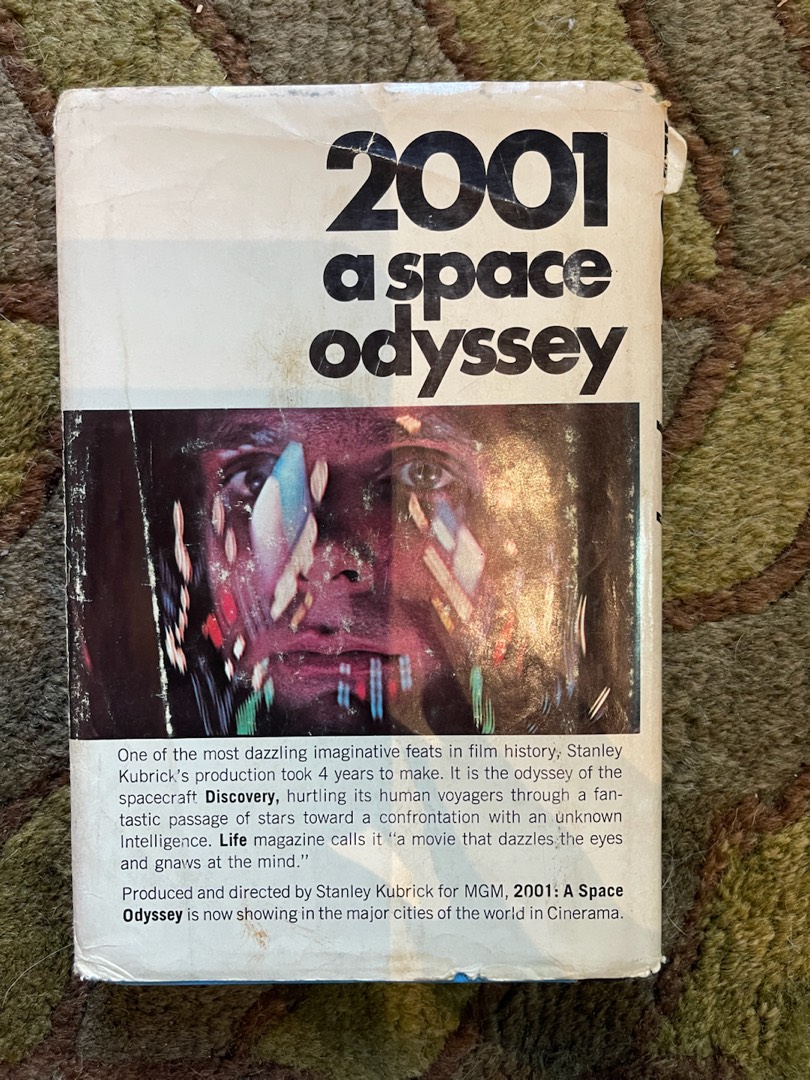 2001
a space
odyssey
One of the most dazzling imaginative feats in film history, Stanley
Kubrick's production took 4 years to make. It is the odyssey of the
spacecraft Discovery, hurtling its human voyagers through a fan-
tastic passage of stars toward a confrontation with an unknown
Intelligence. Life magazine calls it "a movie that dazzles the eyes
and gnaws at the mind."
Produced and directed by Stanley Kubrick for MGM, 2001: A Space
Odyssey is now showing in the major cities of the world in Cinerama.